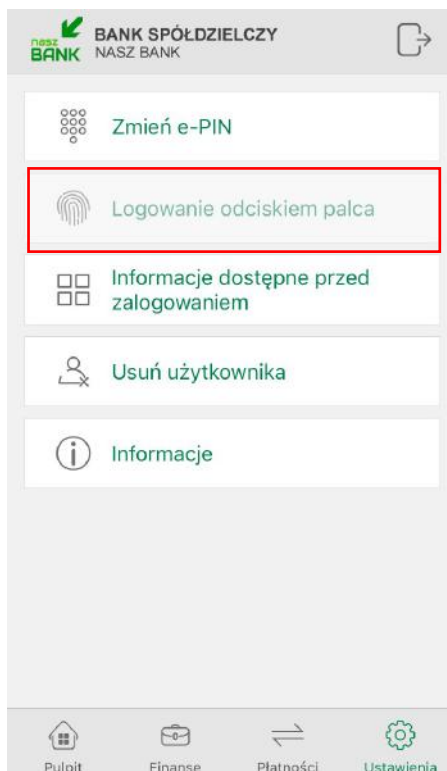 nasz
BANK
BANK SPÓŁDZIELCZY
NASZ BANK
Zmień e-PIN
Logowanie odciskiem palca
Informacje dostępne przed
zalogowaniem
Usuń użytkownika
Informacje
Pulpit Finanse Płatności Ustawienia